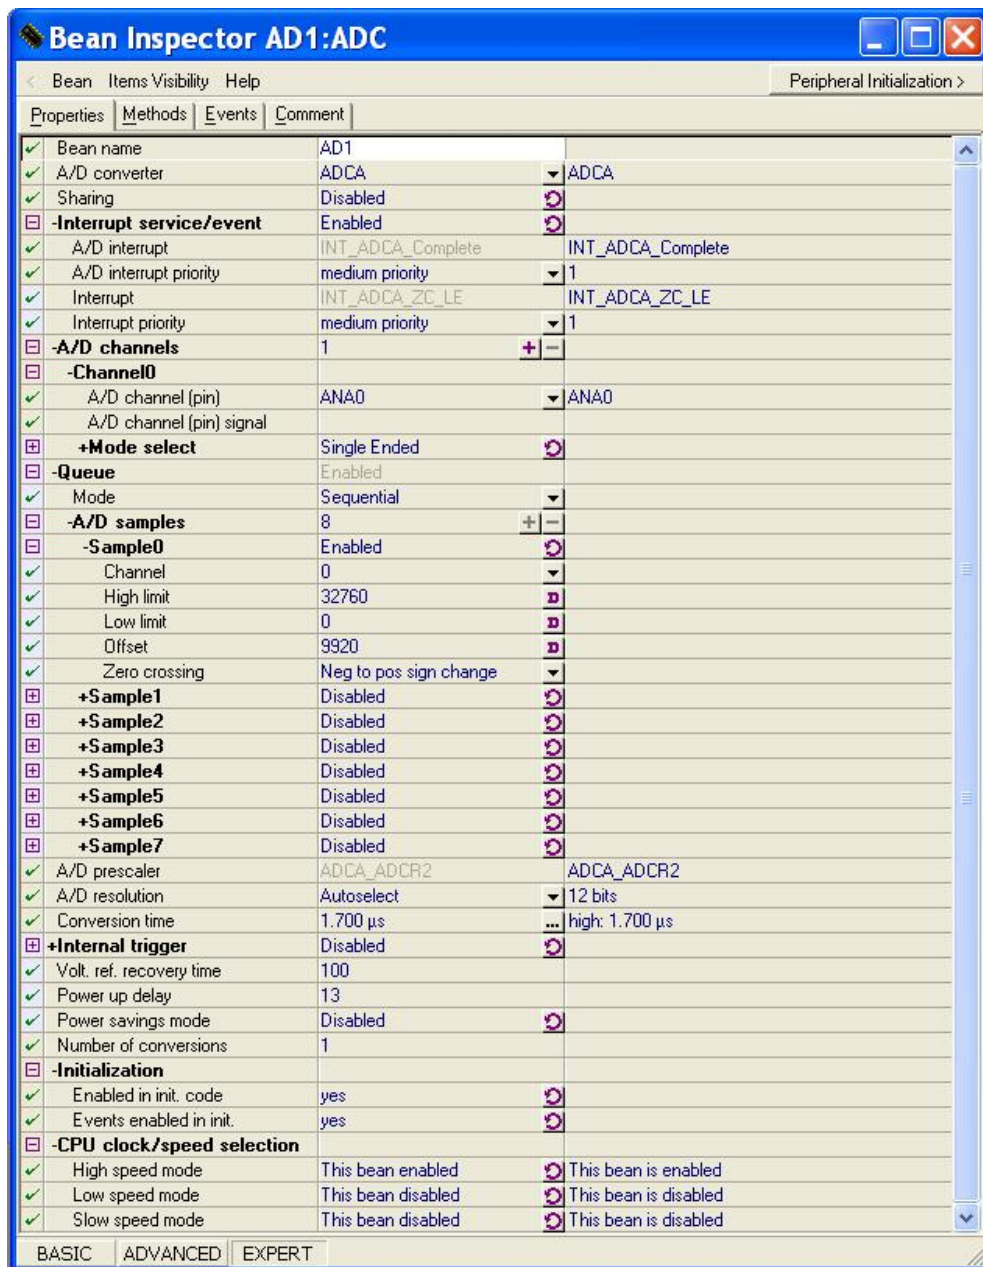 Bean Inspector AD1:ADC
< Bean Items Visibility Help Peripheral Initialization >
Properties Methods Events Comment
Bean name AD1
A/D converter ADCA ADCA
Sharing Disabled
-Interrupt service/event Enabled
A/D interrupt INT_ADCA_Complete INT_ADCA_Complete
A/D interrupt priority medium priority 1
Interrupt INT_ADCA_ZC_LE INT_ADCA_ZC_LE
Interrupt priority medium priority 1
-A/D channels 1 + -
-Channel0
A/D channel (pin) ANA0 ANA0
A/D channel (pin) signal
+Mode select Single Ended
-Queue Enabled
Mode Sequential
-A/D samples 8 + -
-Sample0 Enabled
Channel 0
High limit 32760 D
Low limit 0 D
Offset 9920 D
Zero crossing Neg to pos sign change
+Sample1 Disabled
+Sample2 Disabled
+Sample3 Disabled
+Sample4 Disabled
+Sample5 Disabled
+Sample6 Disabled
+Sample7 Disabled
A/D prescaler ADCA_ADCR2 ADCA_ADCR2
A/D resolution Autoselect 12 bits
Conversion time 1.700 µs ... high: 1.700 µs
+Internal trigger Disabled
Volt. ref. recovery time 100
Power up delay 13
Power savings mode Disabled
Number of conversions 1
-Initialization
Enabled in init. code yes
Events enabled in init. yes
-CPU clock/speed selection
High speed mode This bean enabled This bean is enabled
Low speed mode This bean disabled This bean is disabled
Slow speed mode This bean disabled This bean is disabled
BASIC ADVANCED EXPERT